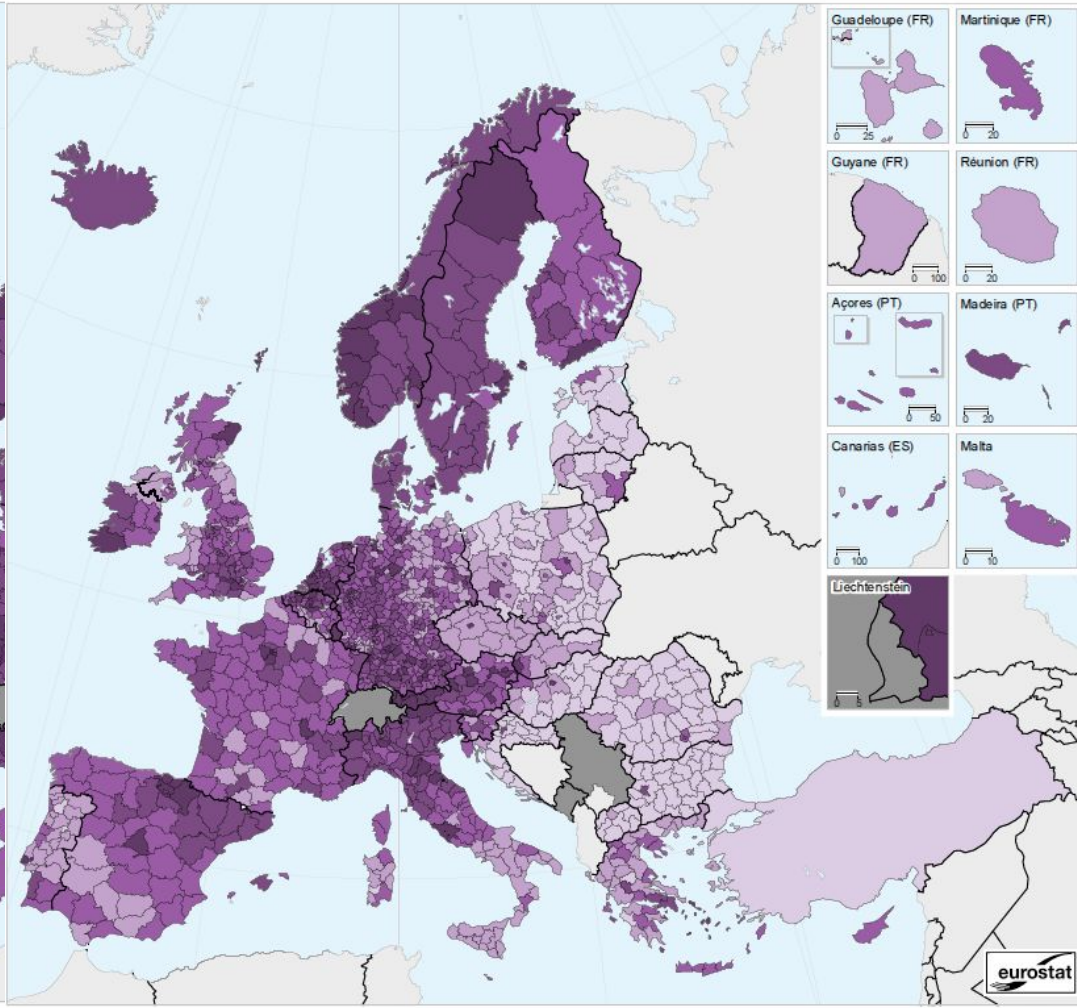 Guadeloupe (FR)
0 25
Martinique (FR)
0 20
Guyane (FR)
0 100
Réunion (FR)
0 20
Açores (PT)
0 50
Madeira (PT)
0 20
Canarias (ES)
0 100
Malta
0 10
Liechtenstein
0 5
eurostat